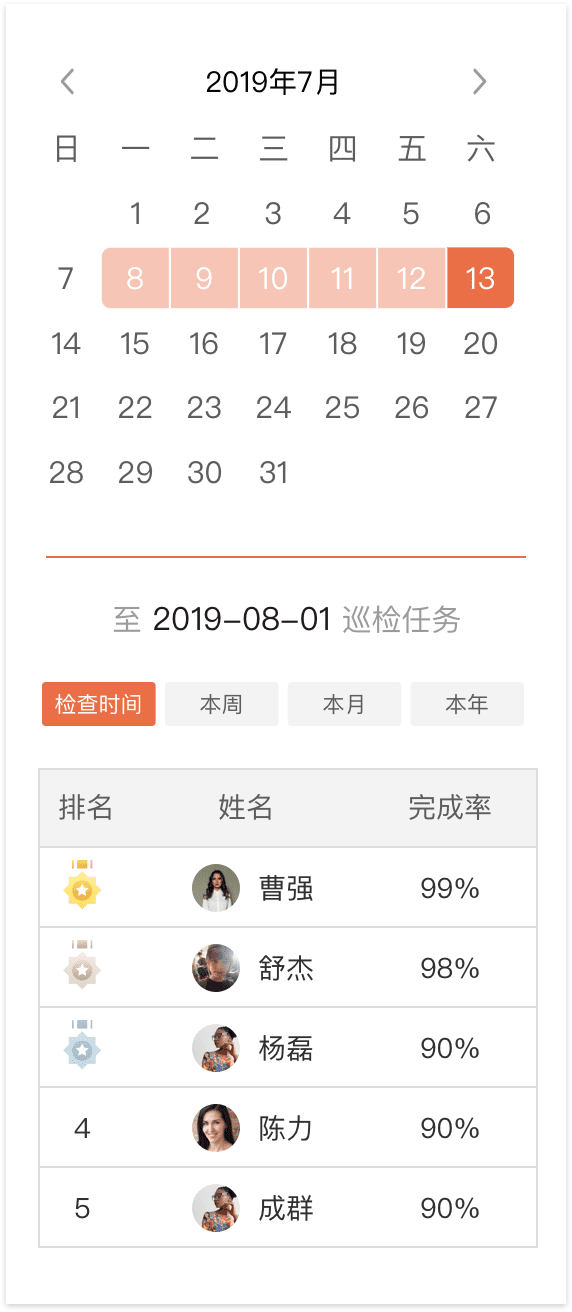 2019年7月
日 一 二 三 四 五 六
1 2 3 4 5 6
7 8 9 10 11 12 13
14 15 16 17 18 19 20
21 22 23 24 25 26 27
28 29 30 31
至 2019-08-01 巡检任务
检查时间 本周 本月 本年
排名 姓名 完成率
曹强 99%
舒杰 98%
杨磊 90%
4 陈力 90%
5 成群 90%